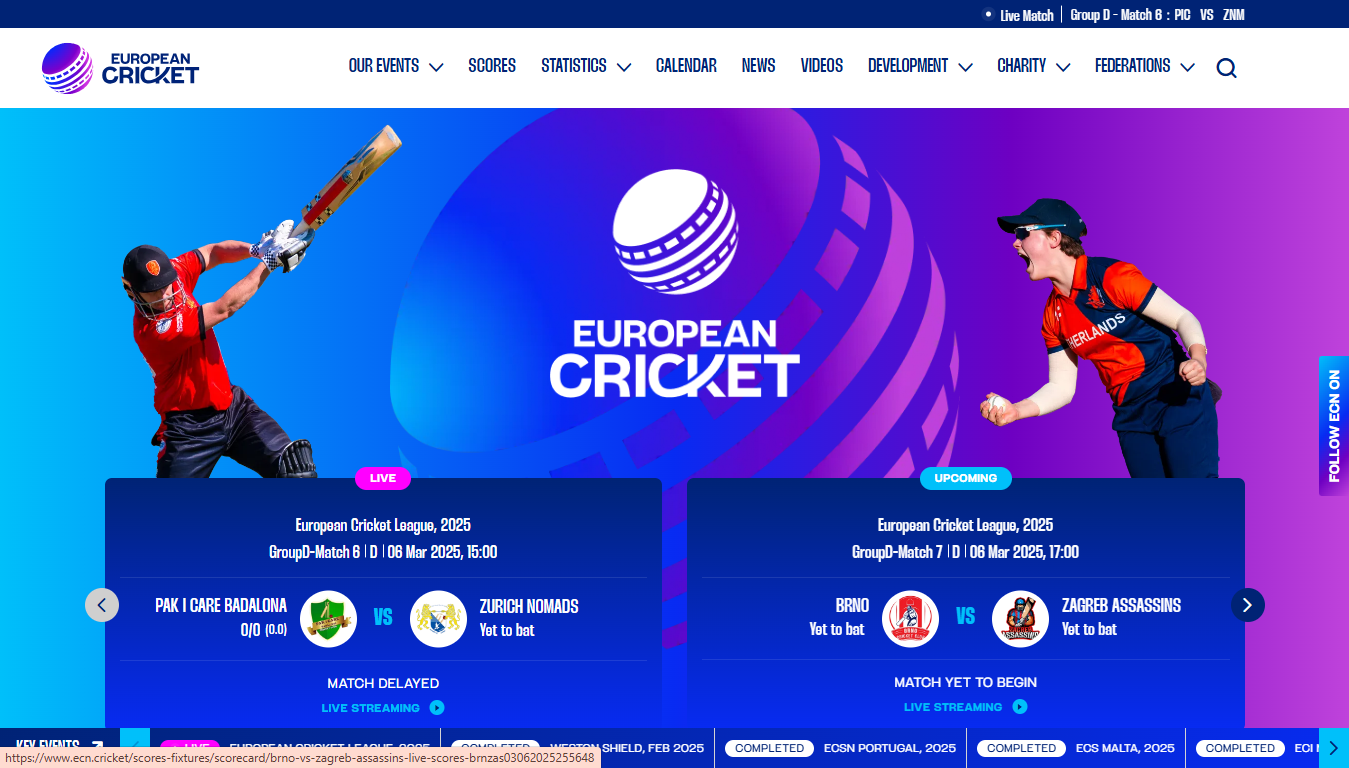 Live Match
Group D - Match 6 : PIC VS ZNM
EUROPEAN
CRICKET
OUR EVENTS
SCORES
STATISTICS
CALENDAR
NEWS
VIDEOS
DEVELOPMENT
CHARITY
FEDERATIONS
EUROPEAN
CRICKET
THERLANDS
FOLLOW ECN ON
LIVE
European Cricket League, 2025
GroupD-Match 6 | D | 06 Mar 2025, 15:00
PAK I CARE BADALONA
0/0 (0.0)
VS
ZURICH NOMADS
Yet to bat
MATCH DELAYED
LIVE STREAMING
UPCOMING
European Cricket League, 2025
GroupD-Match 7 | D | 06 Mar 2025, 17:00
BRNO
Yet to bat
VS
ZAGREB ASSASSINS
Yet to bat
MATCH YET TO BEGIN
LIVE STREAMING
KEY EVENTS
LIVE
EUROPEAN CRICKET LEAGUE, 2025
COMPLETED
WESTON SHIELD, FEB 2025
COMPLETED
ECSN PORTUGAL, 2025
COMPLETED
ECS MALTA, 2025
COMPLETED
ECI
https://www.ecn.cricket/scores-fixtures/scorecard/brno-vs-zagreb-assassins-live-scores-brnzas03062025255648